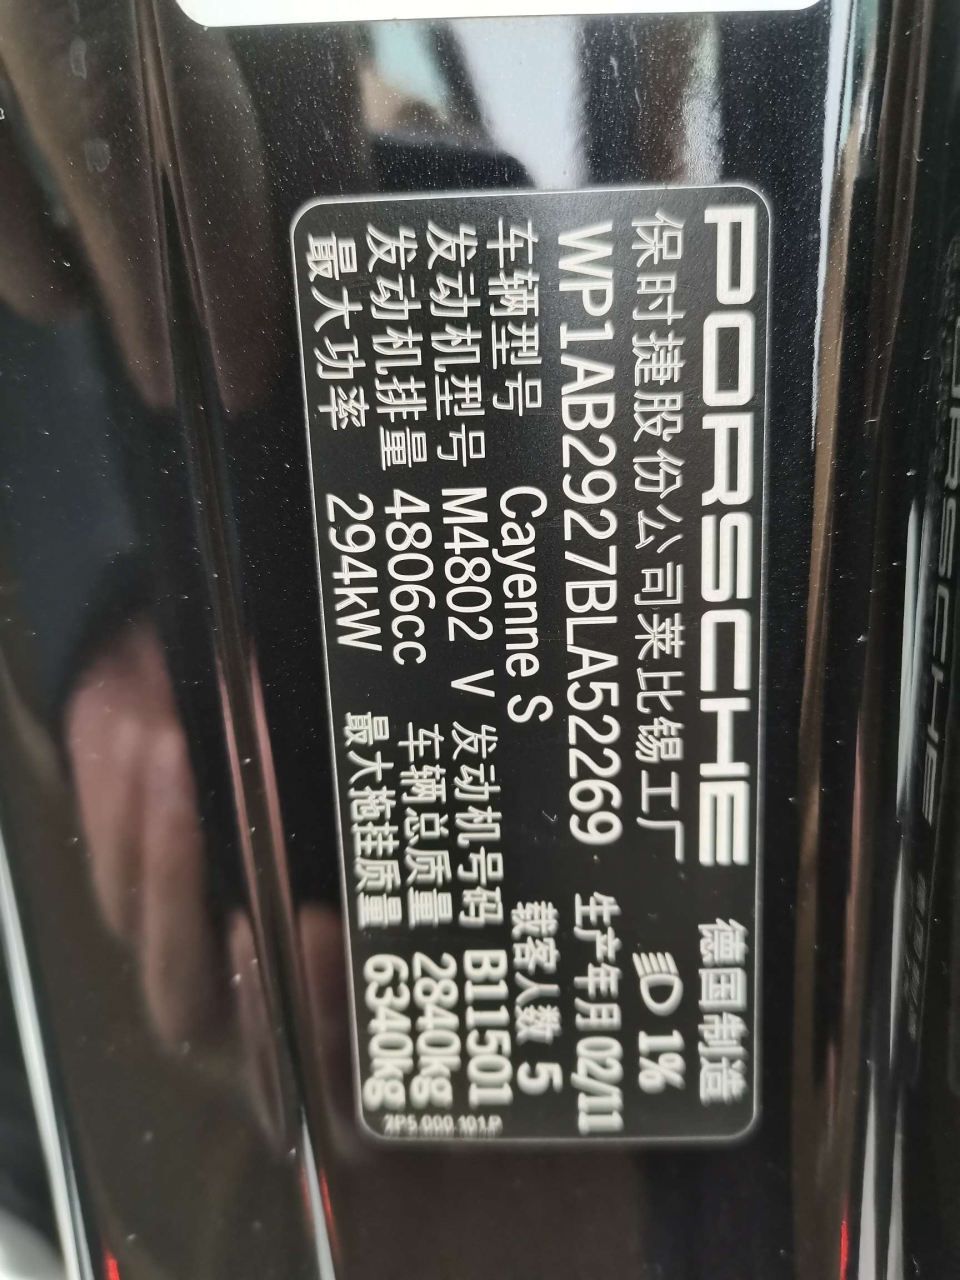 PORSCHE 德国制造
保时捷股份公司莱比锡工厂 1%
WP1AB2927BLA52269 生产年月 02/11
车辆型号 Cayenne S 载客人数 5
发动机型号 M4802 V 发动机号码 B111501
发动机排量 4806cc 车辆总质量 2840kg
最大功率 294kW 最大拖挂质量 6340kg
2P5.000.101.P